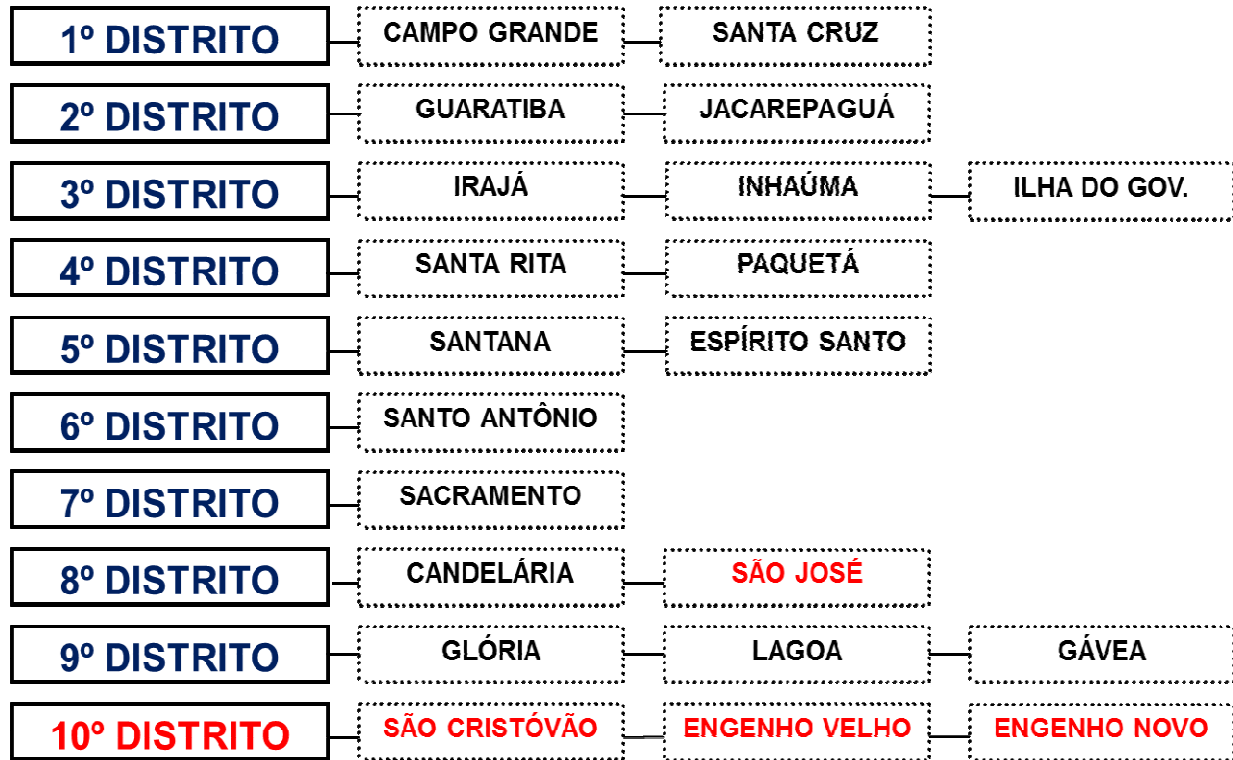 1º DISTRITO CAMPO GRANDE SANTA CRUZ
2º DISTRITO GUARATIBA JACAREPAGUÁ
3º DISTRITO IRAJÁ INHAÚMA ILHA DO GOV.
4º DISTRITO SANTA RITA PAQUETÁ
5º DISTRITO SANTANA ESPÍRITO SANTO
6º DISTRITO SANTO ANTÔNIO
7º DISTRITO SACRAMENTO
8º DISTRITO CANDELÁRIA SÃO JOSÉ
9º DISTRITO GLÓRIA LAGOA GÁVEA
10º DISTRITO SÃO CRISTÓVÃO ENGENHO VELHO ENGENHO NOVO